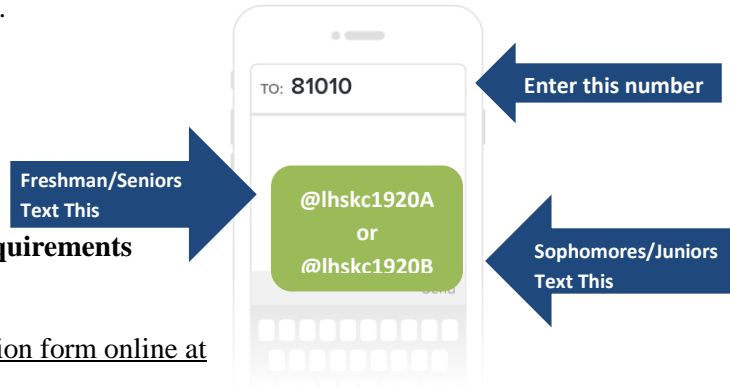 .
TO: 81010
Enter this number
Freshman/Seniors
Text This
@lhskc1920A
or
@lhskc1920B
Sophomores/Juniors
Text This
quirements
Send
ion form online at